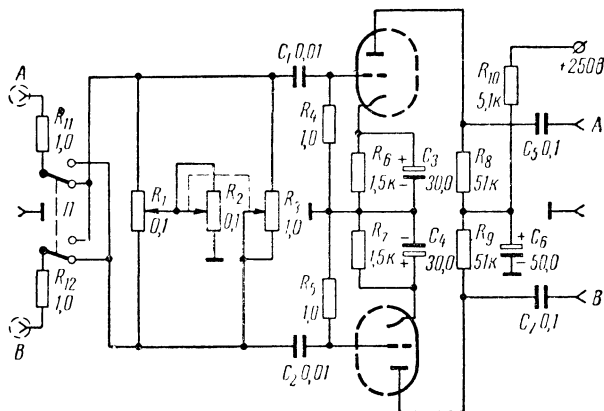 A
R11
1,0
П
R12
1,0
B
R1
0,1
R2
0,1
R3
1,0
C1 0,01
R4
1,0
R5
1,0
C2 0,01
R6
1,5к
C3
30,0
R7
1,5к
C4
30,0
R8
51к
R9
51к
R10
5,1к
+250в
C5 0,1
A
C6
50,0
C7 0,1
B